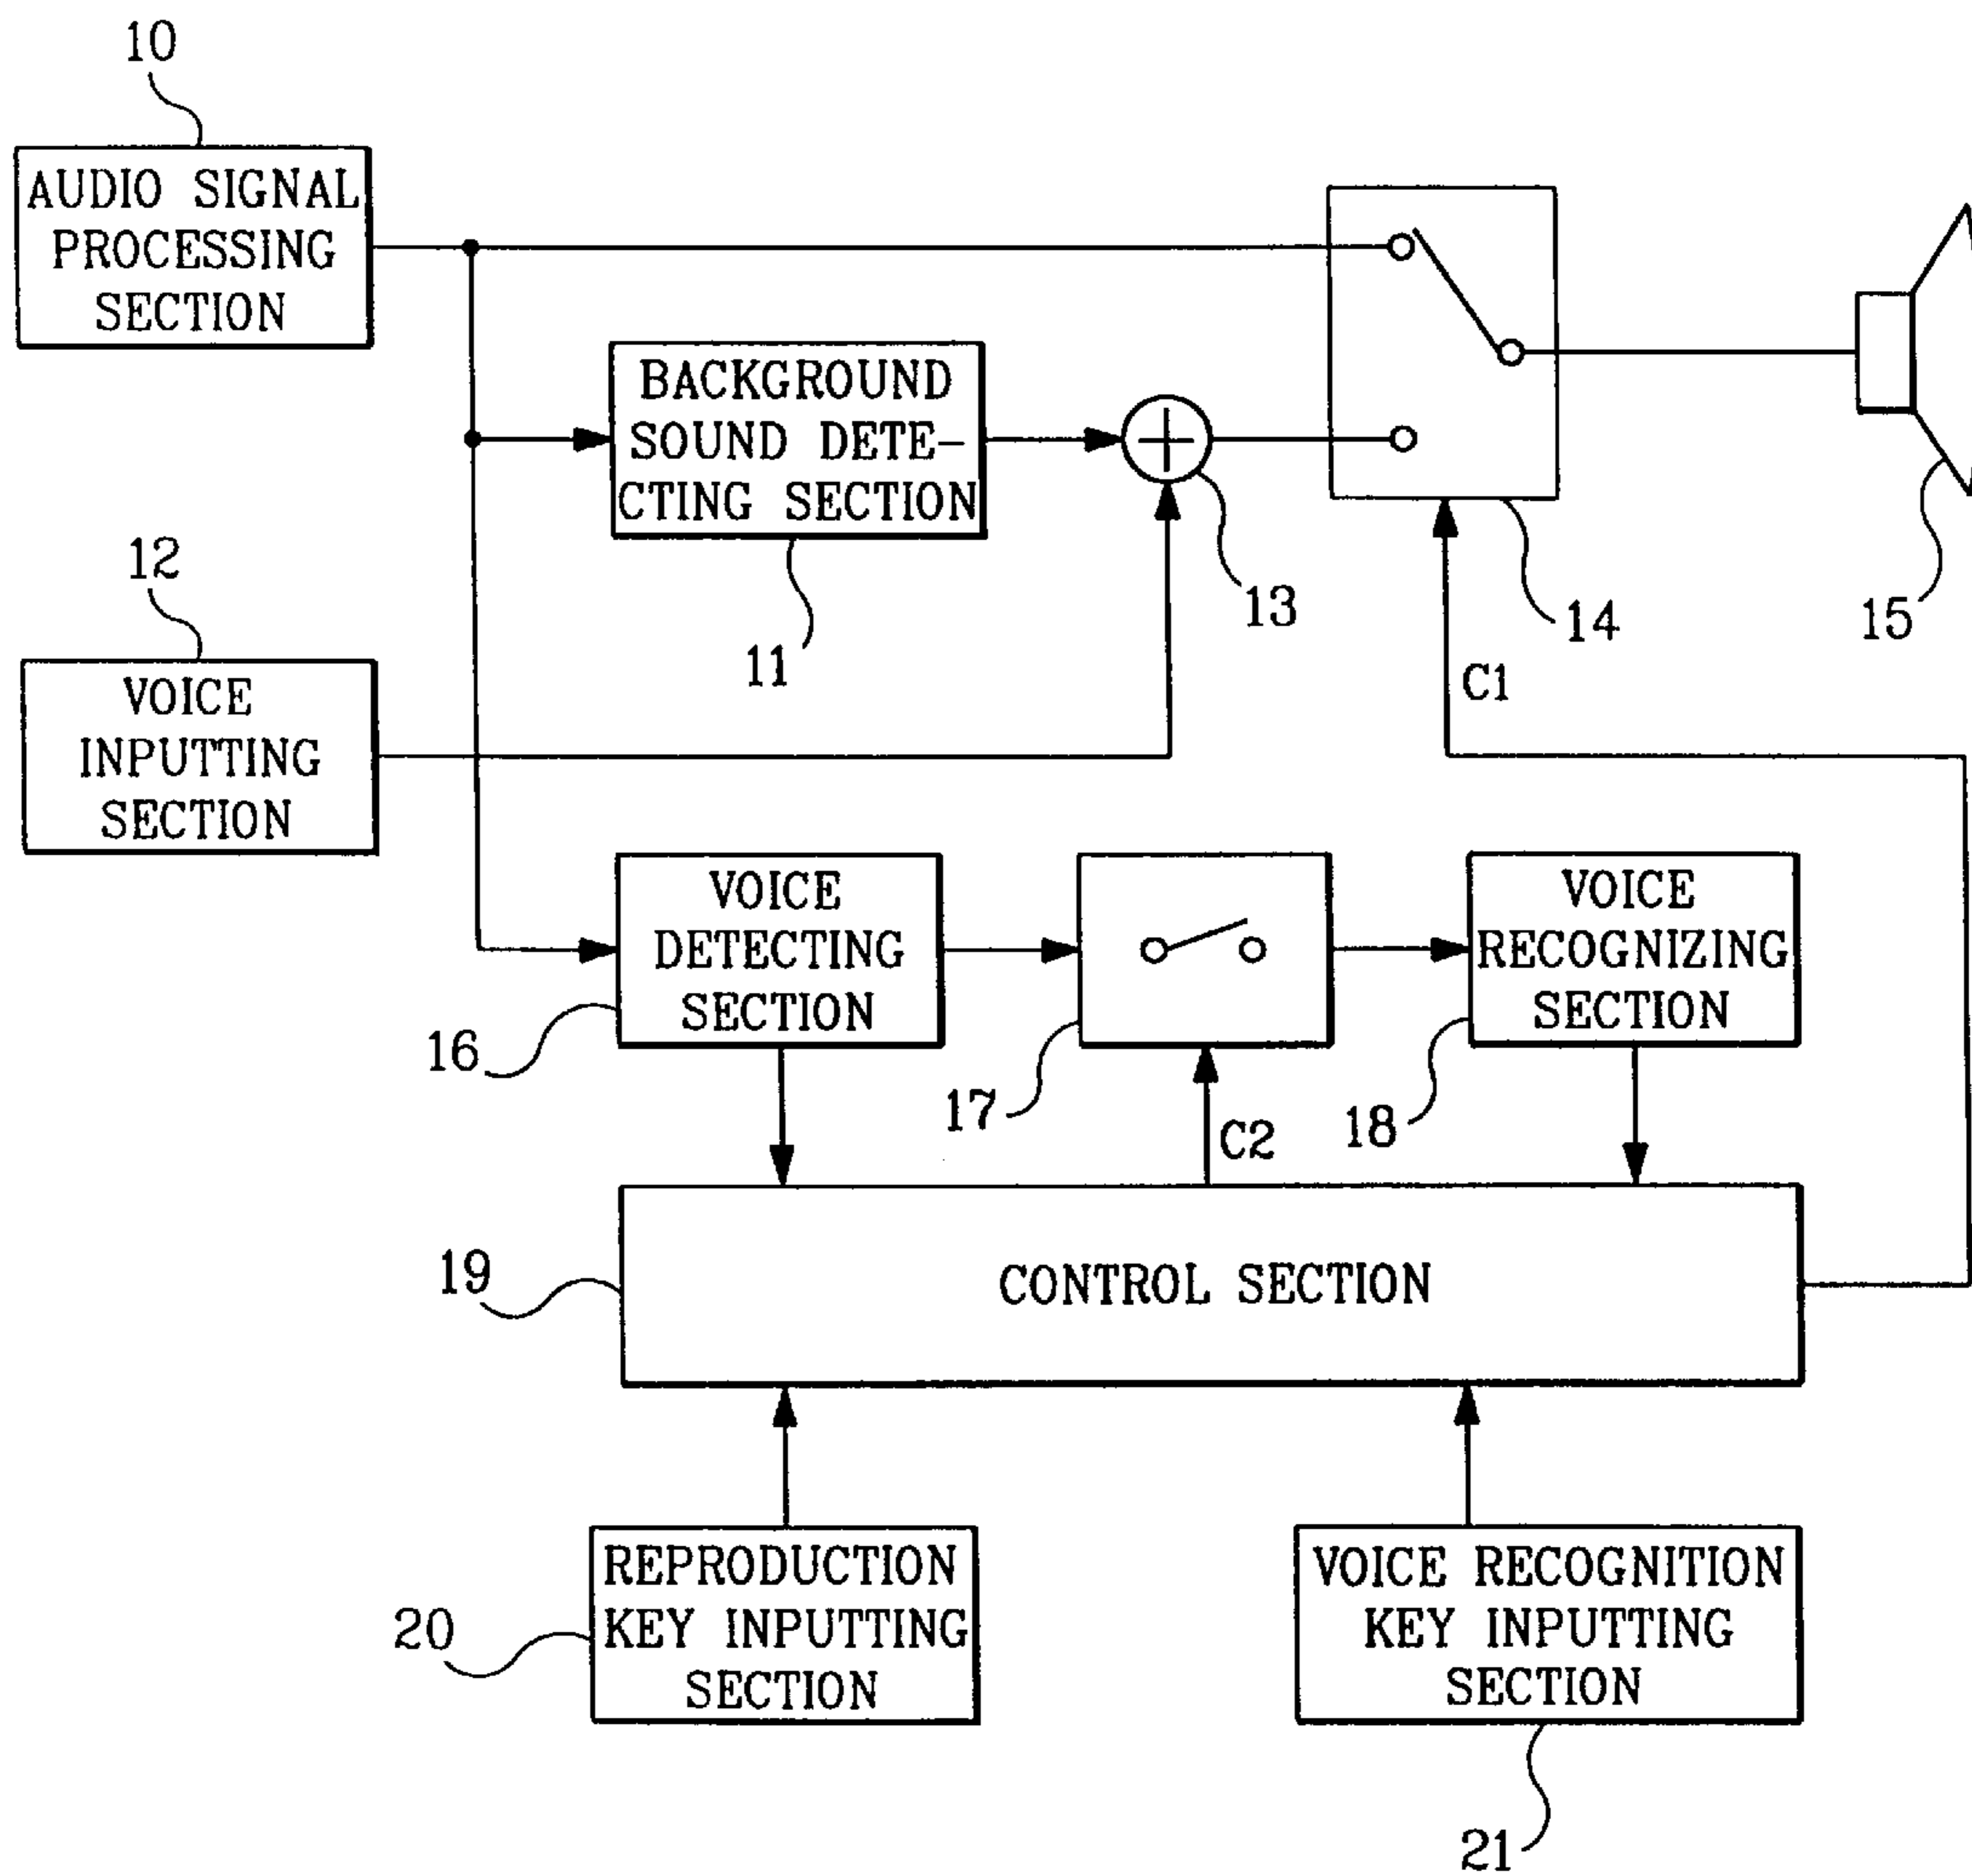 10
AUDIO SIGNAL
PROCESSING
SECTION
BACKGROUND
SOUND DETE-
CTING SECTION
11
13
14
15
12
VOICE
INPUTTING
SECTION
C1
VOICE
DETECTING
SECTION
16
17
VOICE
RECOGNIZING
SECTION
18
C2
19
CONTROL SECTION
20
REPRODUCTION
KEY INPUTTING
SECTION
VOICE RECOGNITION
KEY INPUTTING
SECTION
21